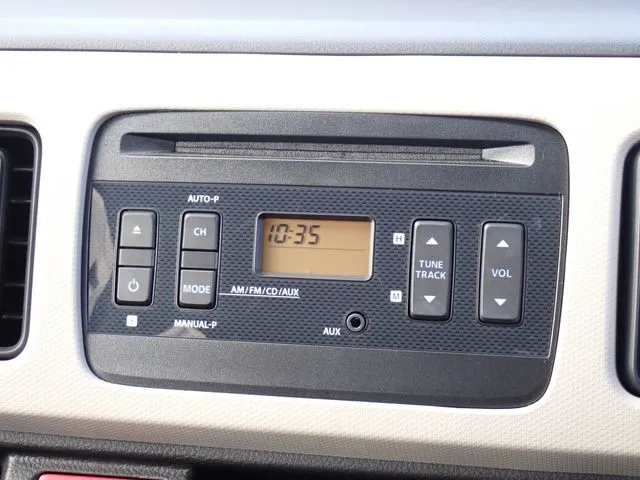 AUTO-P
CH
MODE
AM/FM/CD/AUX
MANUAL-P
10:35
AUX
H
M
TUNE
TRACK
VOL